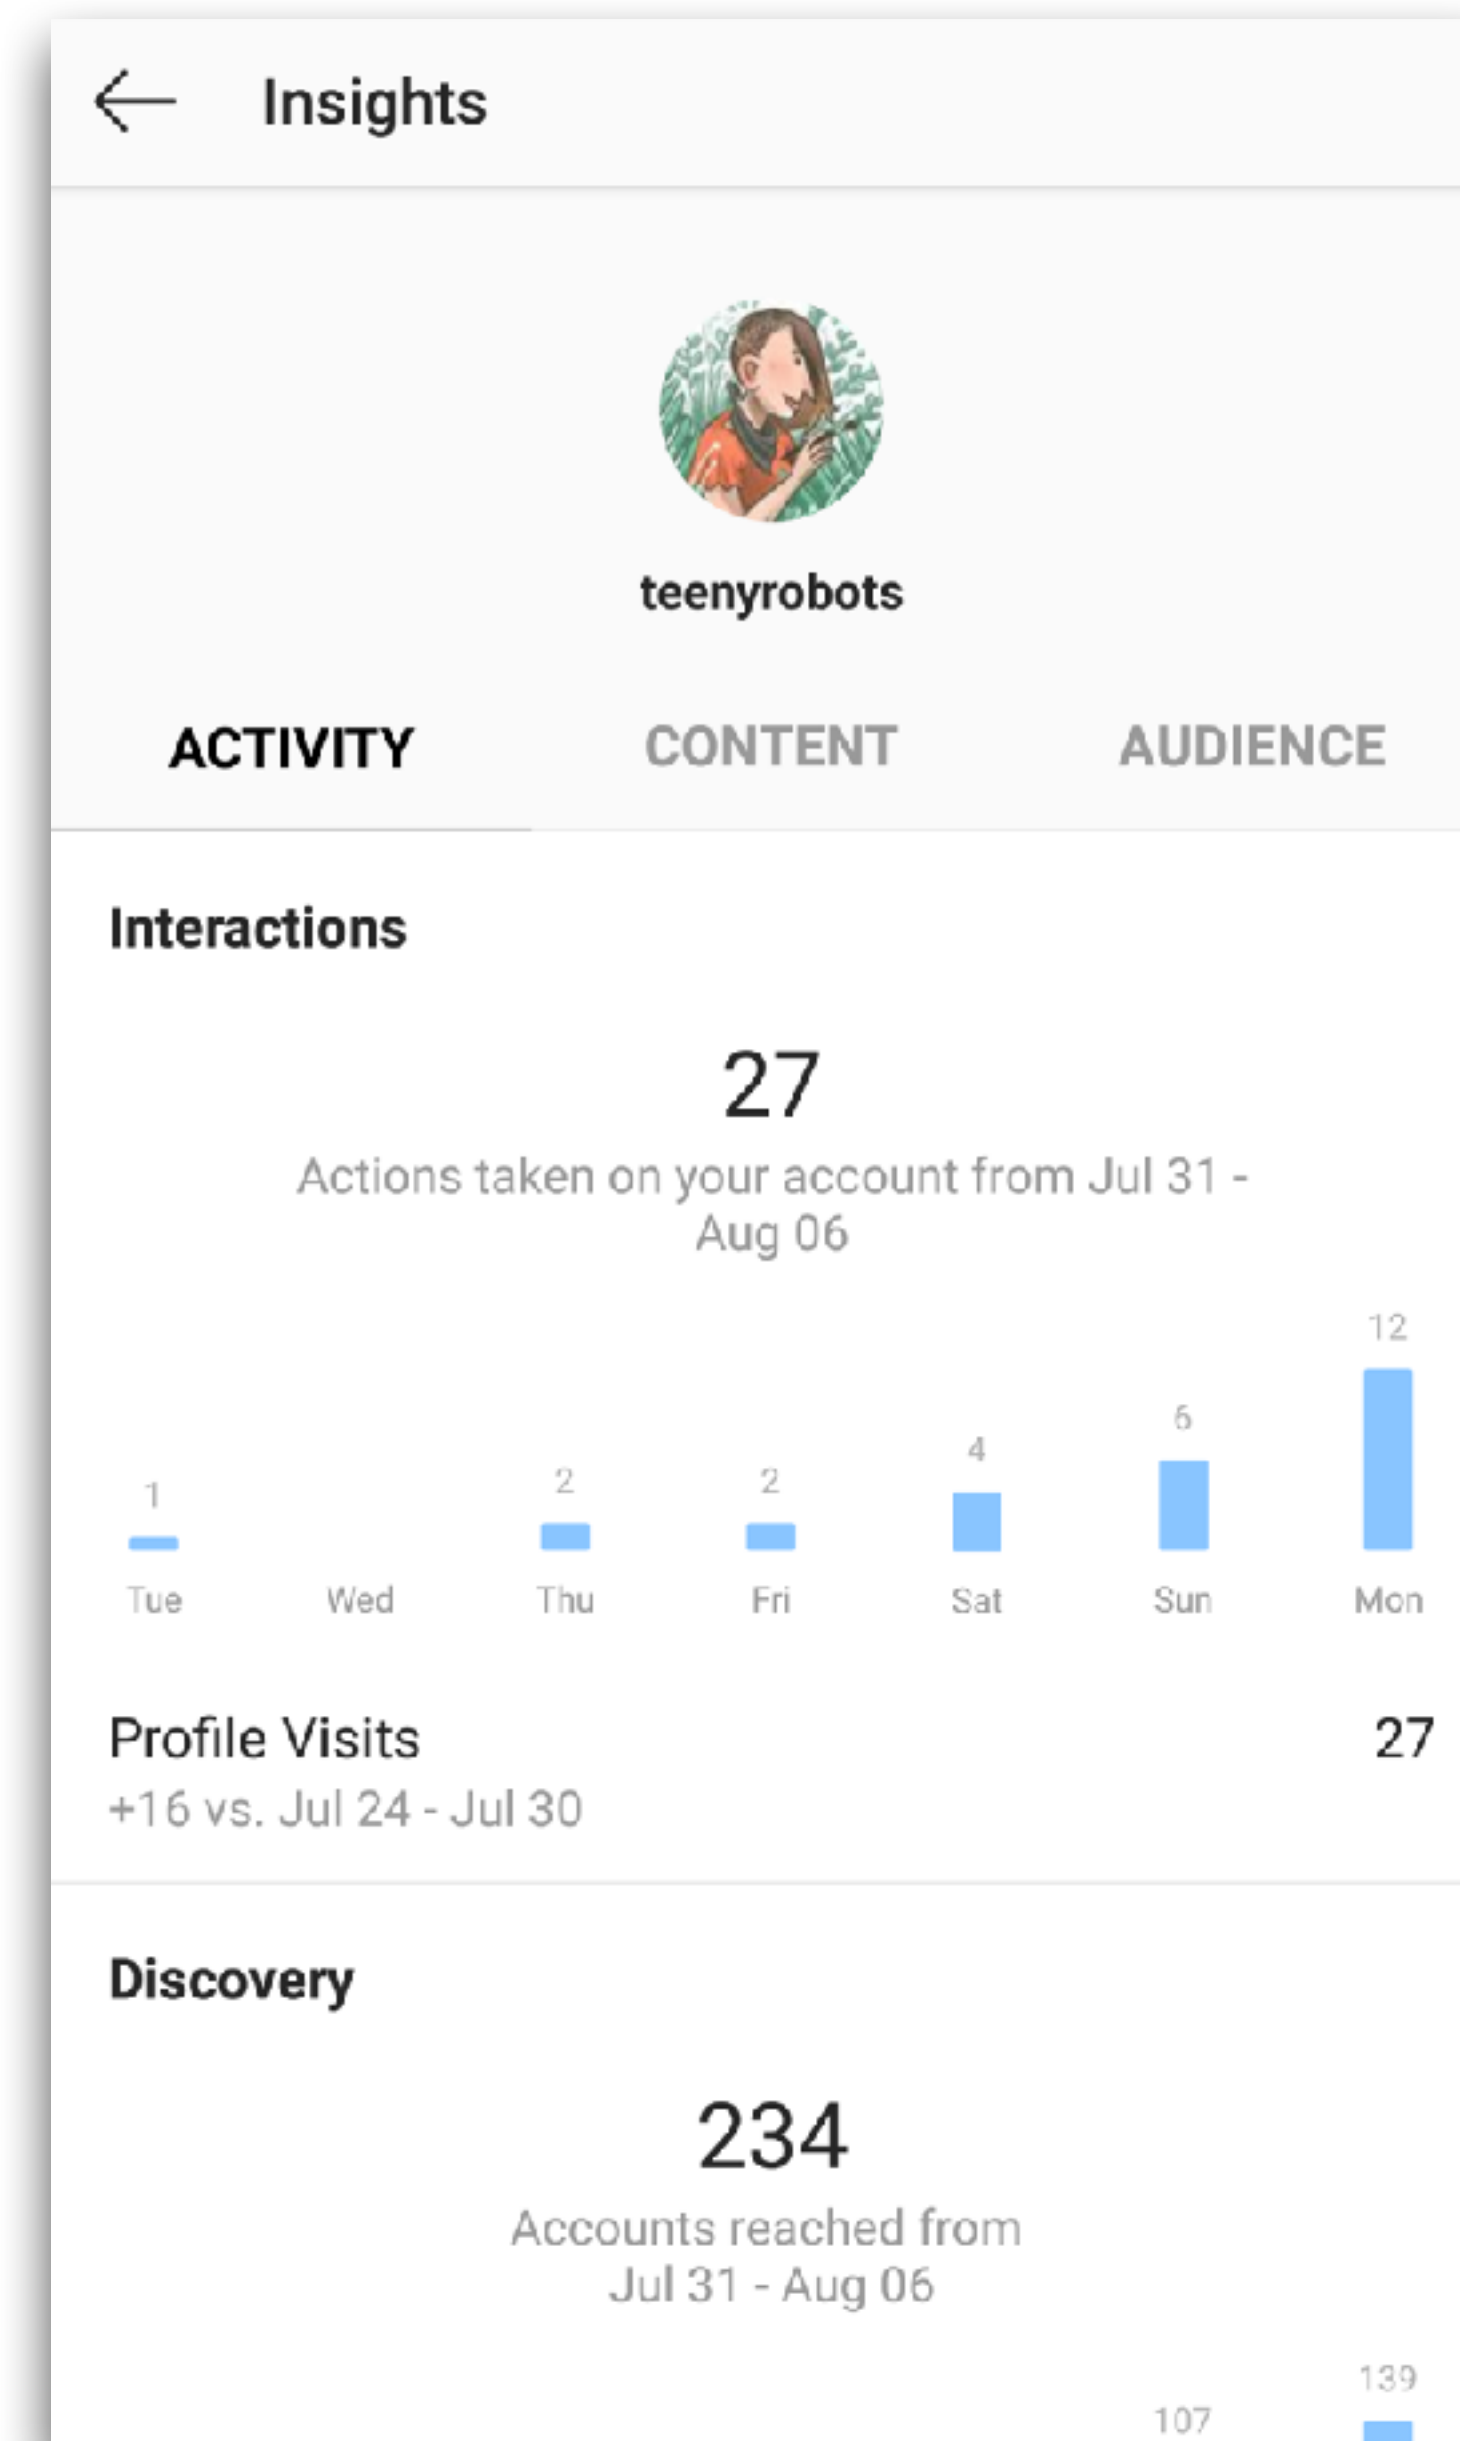 Insights
teenyrobots
ACTIVITY CONTENT AUDIENCE
Interactions
27
Actions taken on your account from Jul 31 -
Aug 06
1 2 2 4 6 12
Tue Wed Thu Fri Sat Sun Mon
Profile Visits 27
+16 vs. Jul 24 - Jul 30
Discovery
234
Accounts reached from
Jul 31 - Aug 06
107 139